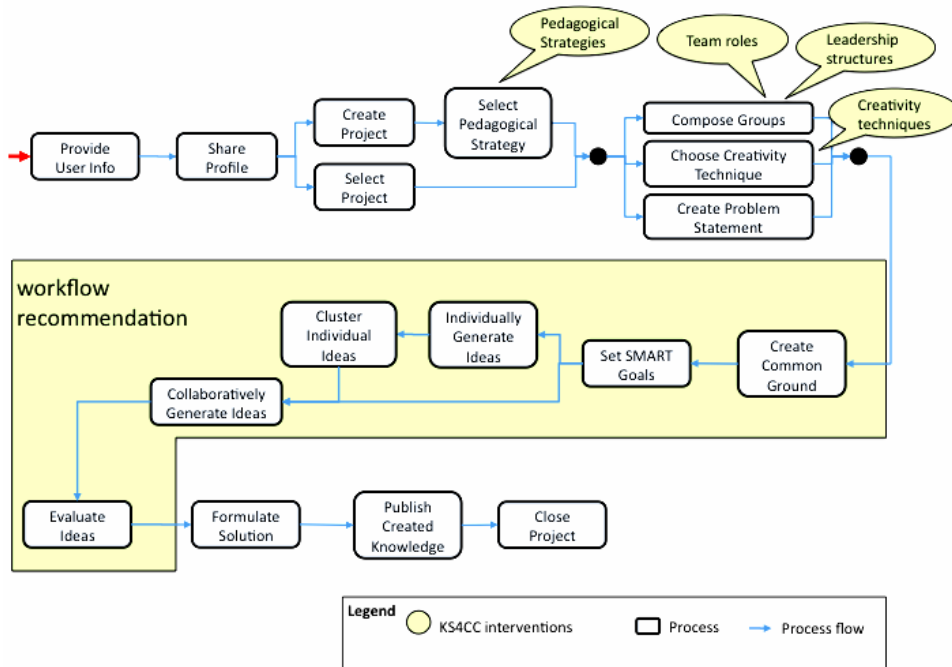 Pedagogical
Strategies
Team roles
Leadership
structures
Creativity
techniques
Provide
User Info
Share
Profile
Create
Project
Select
Pedagogical
Strategy
Select
Project
Compose Groups
Choose Creativity
Technique
Create Problem
Statement
workflow
recommendation
Cluster
Individual
Ideas
Individually
Generate Ideas
Set SMART
Goals
Create
Common
Ground
Collaboratively
Generate Ideas
Evaluate
Ideas
Formulate
Solution
Publish
Created
Knowledge
Close
Project
Legend
KS4CC interventions
Process
Process flow